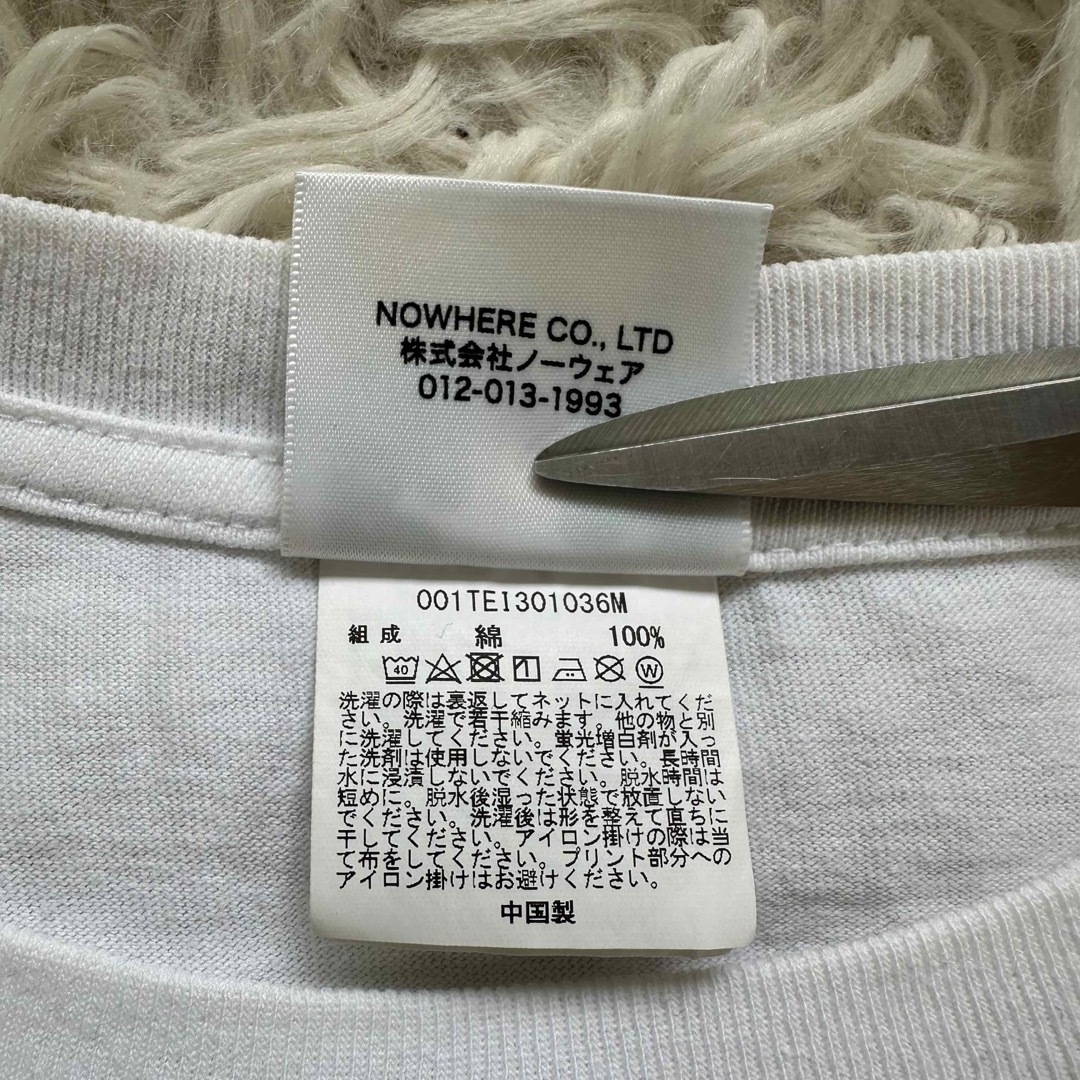 NOWHERE CO., LTD
株式会社ノーウェア
012-013-1993
001TEI301036M
組成 綿 100%
40 W
洗濯の際は裏返してネットに入れてくだ
さい。洗濯で若干縮みます。他の物と別
に洗濯してください。蛍光増白剤が入っ
た洗剤は使用しないでください。長時間
水に浸漬しないでください。脱水時間は
短めに。脱水後湿った状態で放置しない
でください。洗濯後は形を整えて直ちに
干してください。アイロン掛けの際は当
て布をしてください。プリント部分への
アイロン掛けはお避けください。
中国製